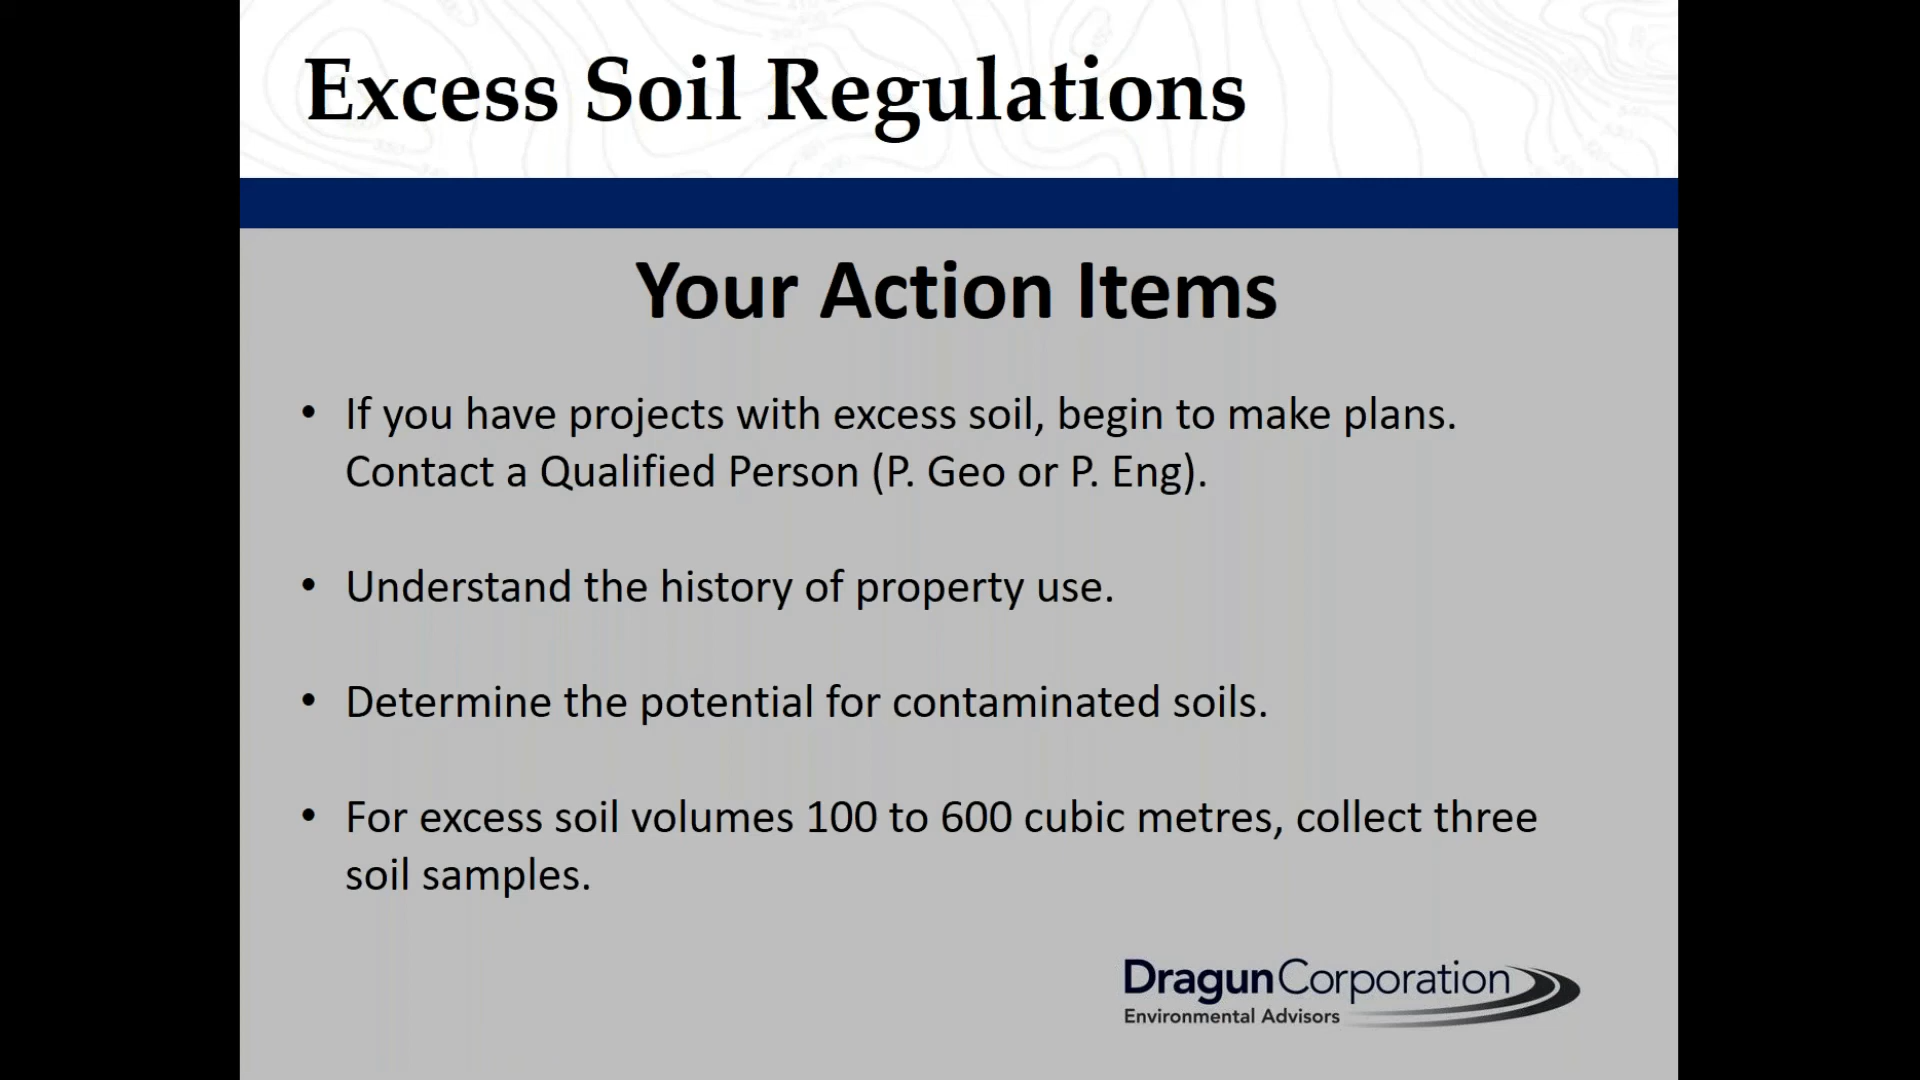 Excess Soil Regulations
Your Action Items
• If you have projects with excess soil, begin to make plans.
Contact a Qualified Person (P. Geo or P. Eng).
• Understand the history of property use.
• Determine the potential for contaminated soils.
• For excess soil volumes 100 to 600 cubic metres, collect three
soil samples.
DragunCorporation
Environmental Advisors